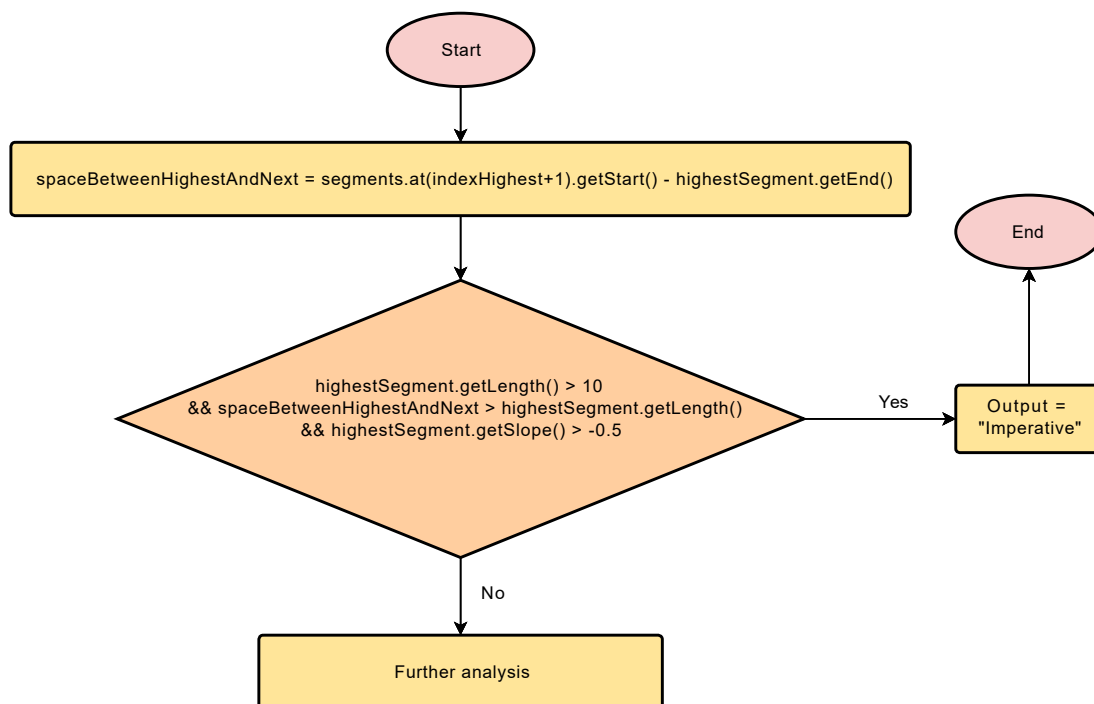 Start
spaceBetweenHighestAndNext = segments.at(indexHighest+1).getStart() - highestSegment.getEnd()
End
highestSegment.getLength() > 10
&& spaceBetweenHighestAndNext > highestSegment.getLength()
&& highestSegment.getSlope() > -0.5
Yes
Output =
"Imperative"
No
Further analysis